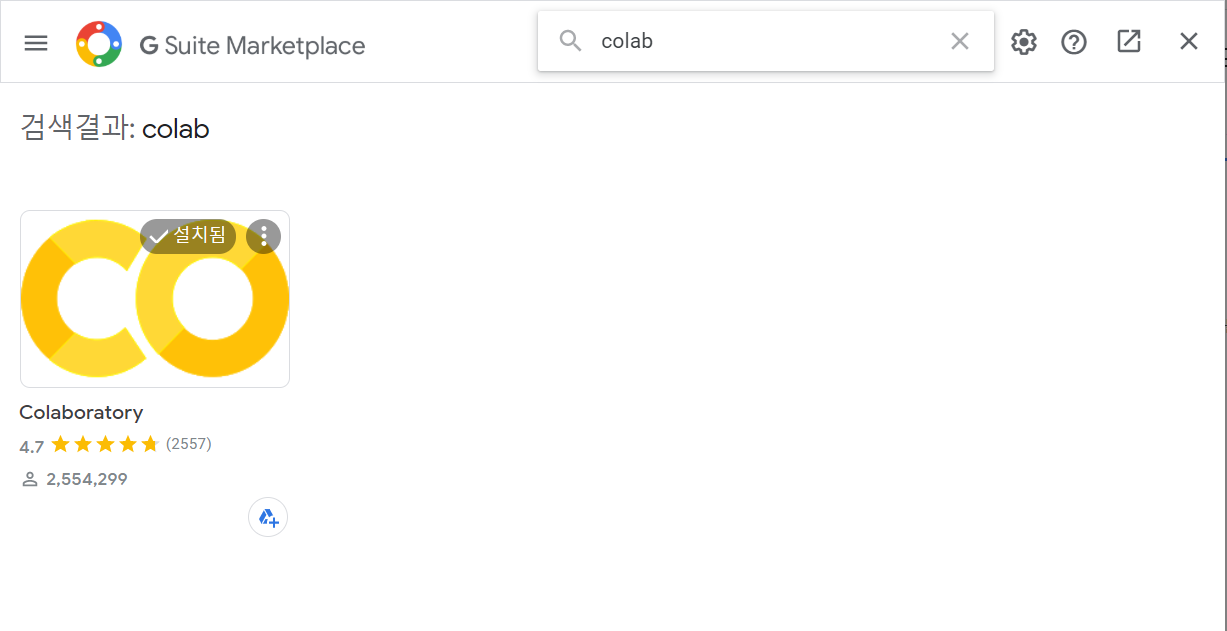 G Suite Marketplace
colab
검색결과: colab
설치됨
Colaboratory
4.7 (2557)
2,554,299